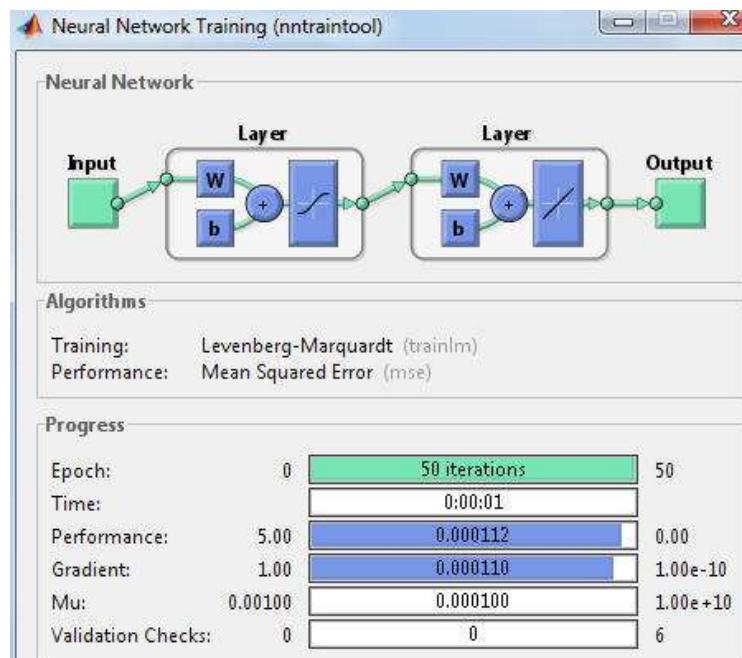 Neural Network Training (nntraintool)
Neural Network
Layer
Layer
Input
Output
W
b
+
W
b
+
Algorithms
Training: Levenberg-Marquardt (trainlm)
Performance: Mean Squared Error (mse)
Progress
Epoch: 0 50 iterations 50
Time: 0:00:01
Performance: 5.00 0.000112 0.00
Gradient: 1.00 0.000110 1.00e-10
Mu: 0.00100 0.000100 1.00e+10
Validation Checks: 0 0 6